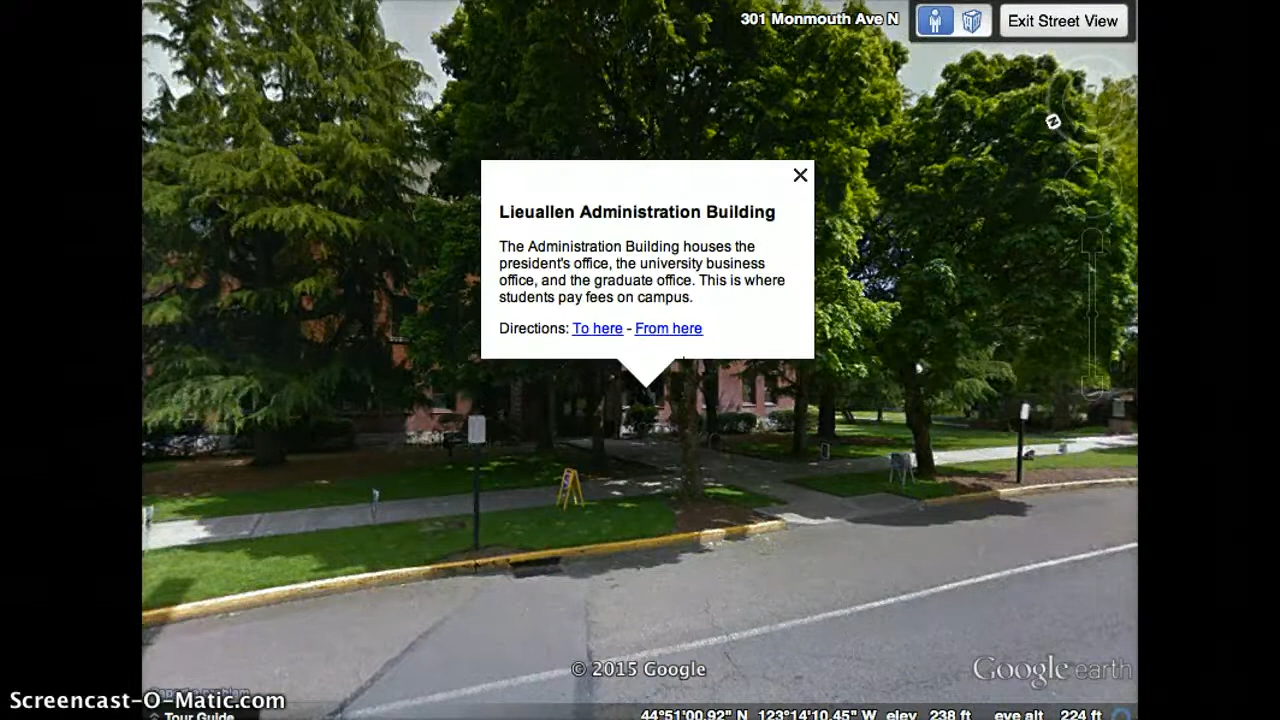 301 Monmouth Ave N
Exit Street View
N
Lieuallen Administration Building
The Administration Building houses the
president's office, the university business
office, and the graduate office. This is where
students pay fees on campus.
Directions: To here - From here
© 2015 Google
Google earth
Screencast-O-Matic.com
Tour Guide
44°51'00.92" N 123°14'10.45" W elev 238 ft eye alt 224 ft